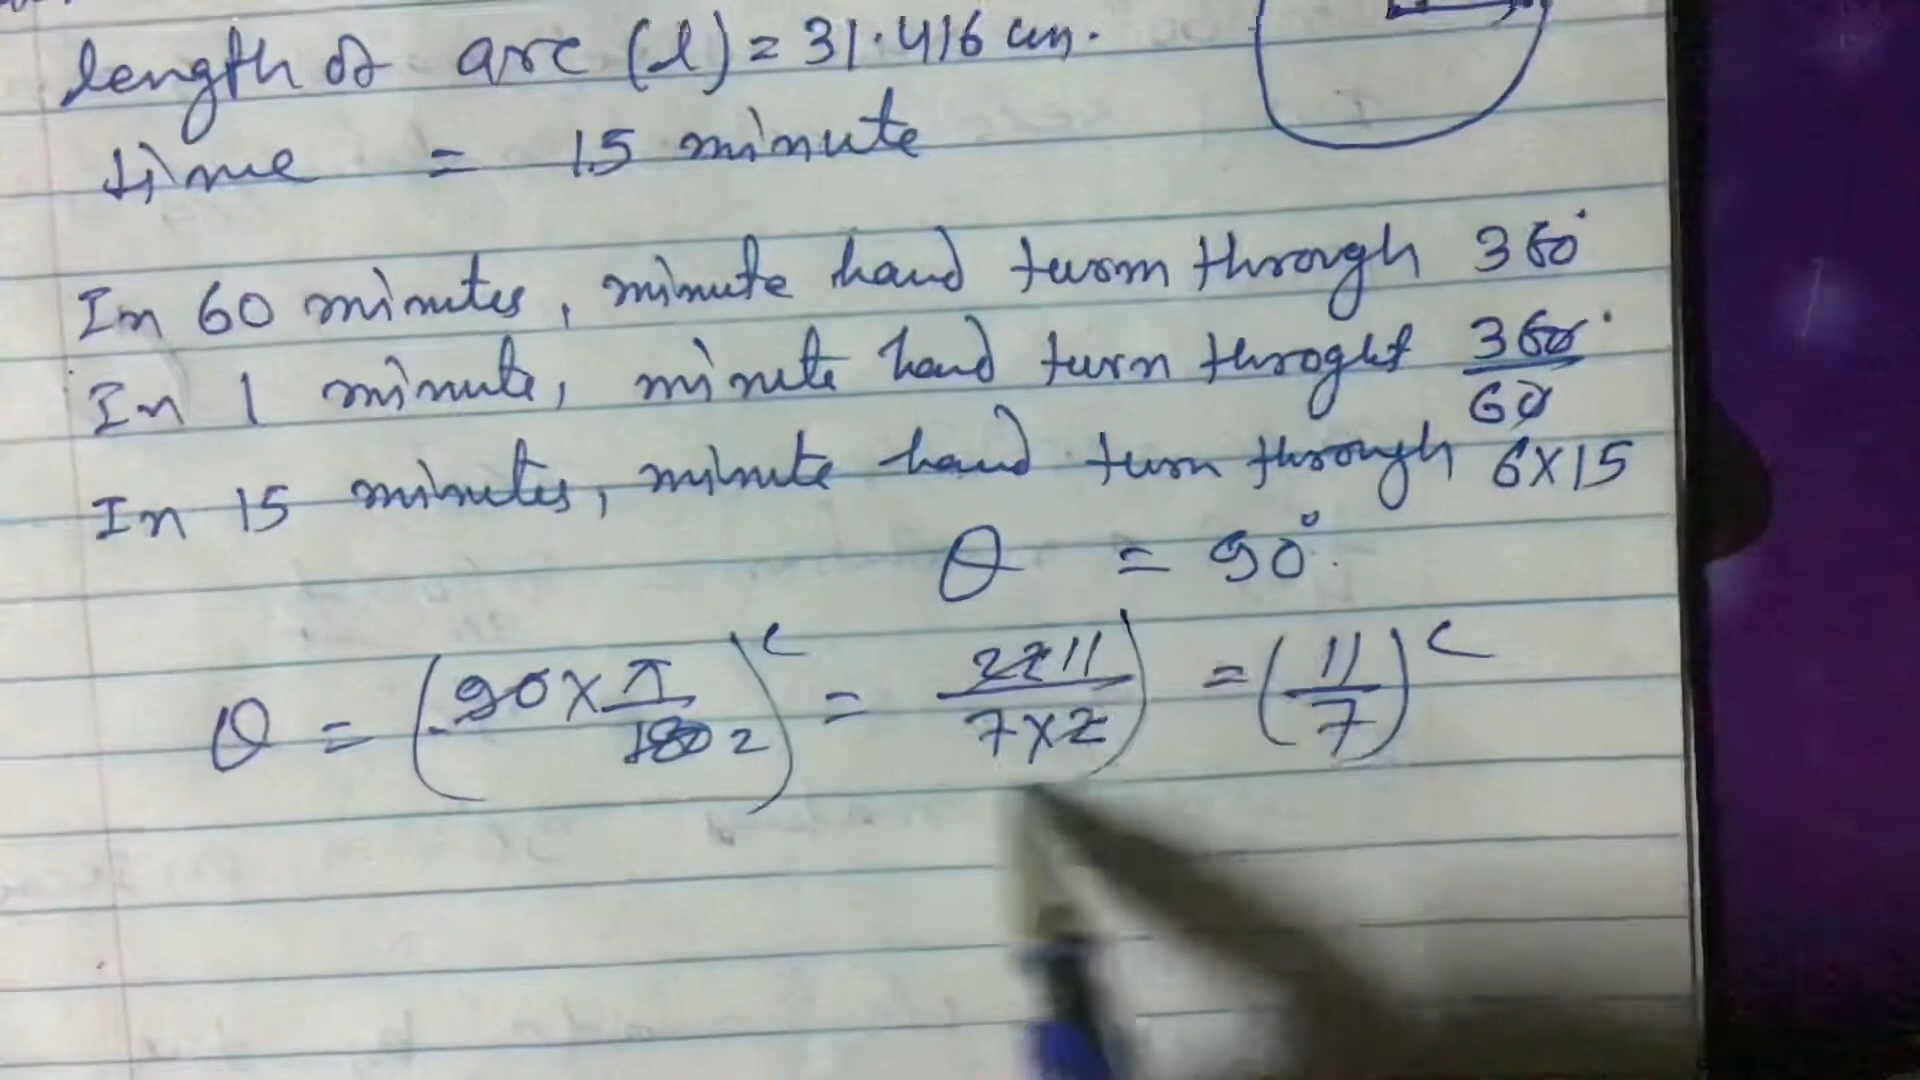 length of arc (l) = 31.416 cm.
time = 15 minute
In 60 minutes, minute hand turn through 360°
In 1 minute, minute hand turn throght 360°/60
In 15 minutes, minute hand turn through 6×15
θ = 90°.
θ = (90 × π/180 2)ᶜ = 22 11/7×2) = (11/7)ᶜ